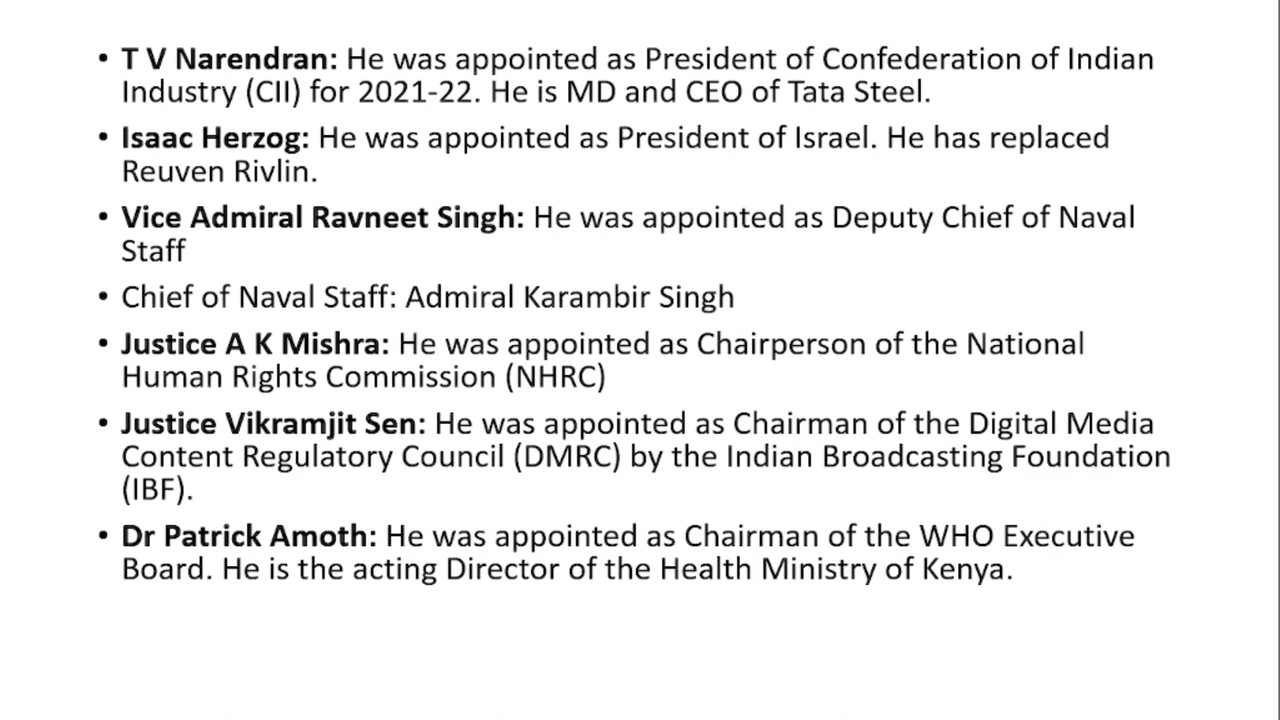 • T V Narendran: He was appointed as President of Confederation of Indian
Industry (CII) for 2021-22. He is MD and CEO of Tata Steel.
• Isaac Herzog: He was appointed as President of Israel. He has replaced
Reuven Rivlin.
• Vice Admiral Ravneet Singh: He was appointed as Deputy Chief of Naval
Staff
• Chief of Naval Staff: Admiral Karambir Singh
• Justice A K Mishra: He was appointed as Chairperson of the National
Human Rights Commission (NHRC)
• Justice Vikramjit Sen: He was appointed as Chairman of the Digital Media
Content Regulatory Council (DMRC) by the Indian Broadcasting Foundation
(IBF).
• Dr Patrick Amoth: He was appointed as Chairman of the WHO Executive
Board. He is the acting Director of the Health Ministry of Kenya.